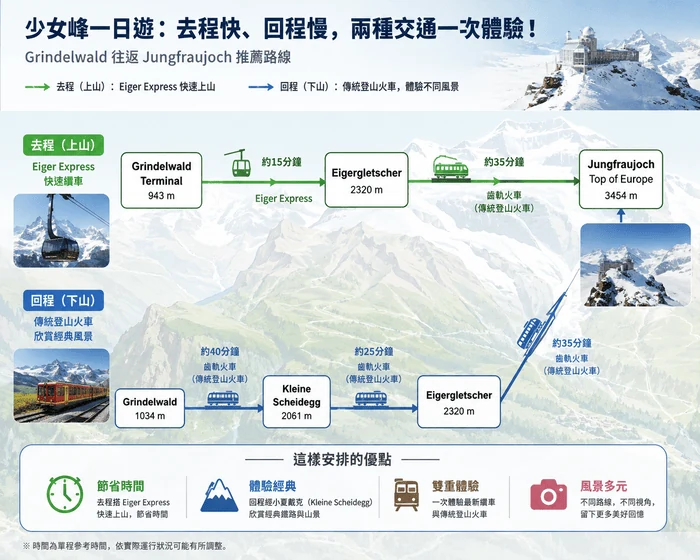 少女峰一日遊：去程快、回程慢，兩種交通一次體驗！
Grindelwald 往返 Jungfraujoch 推薦路線
去程（上山）：Eiger Express 快速上山
回程（下山）：傳統登山火車，體驗不同風景
去程（上山）
Eiger Express
快速纜車
Grindelwald
Terminal
943 m
約15分鐘
Eiger Express
Eigergletscher
2320 m
約35分鐘
齒軌火車
（傳統登山火車）
Jungfraujoch
Top of Europe
3454 m
回程（下山）
傳統登山火車
欣賞經典風景
Grindelwald
1034 m
約40分鐘
齒軌火車
（傳統登山火車）
Kleine
Scheidegg
2061 m
約25分鐘
齒軌火車
（傳統登山火車）
Eigergletscher
2320 m
約35分鐘
齒軌火車
（傳統登山火車）
這樣安排的優點
節省時間
去程搭 Eiger Express
快速上山，節省時間
體驗經典
回程經小夏戴克（Kleine Scheidegg）
欣賞經典鐵路與山景
雙重體驗
一次體驗最新纜車
與傳統登山火車
風景多元
不同路線，不同視角，
留下更多美好回憶
※ 時間為單程參考時間，依實際運行狀況可能有所調整。